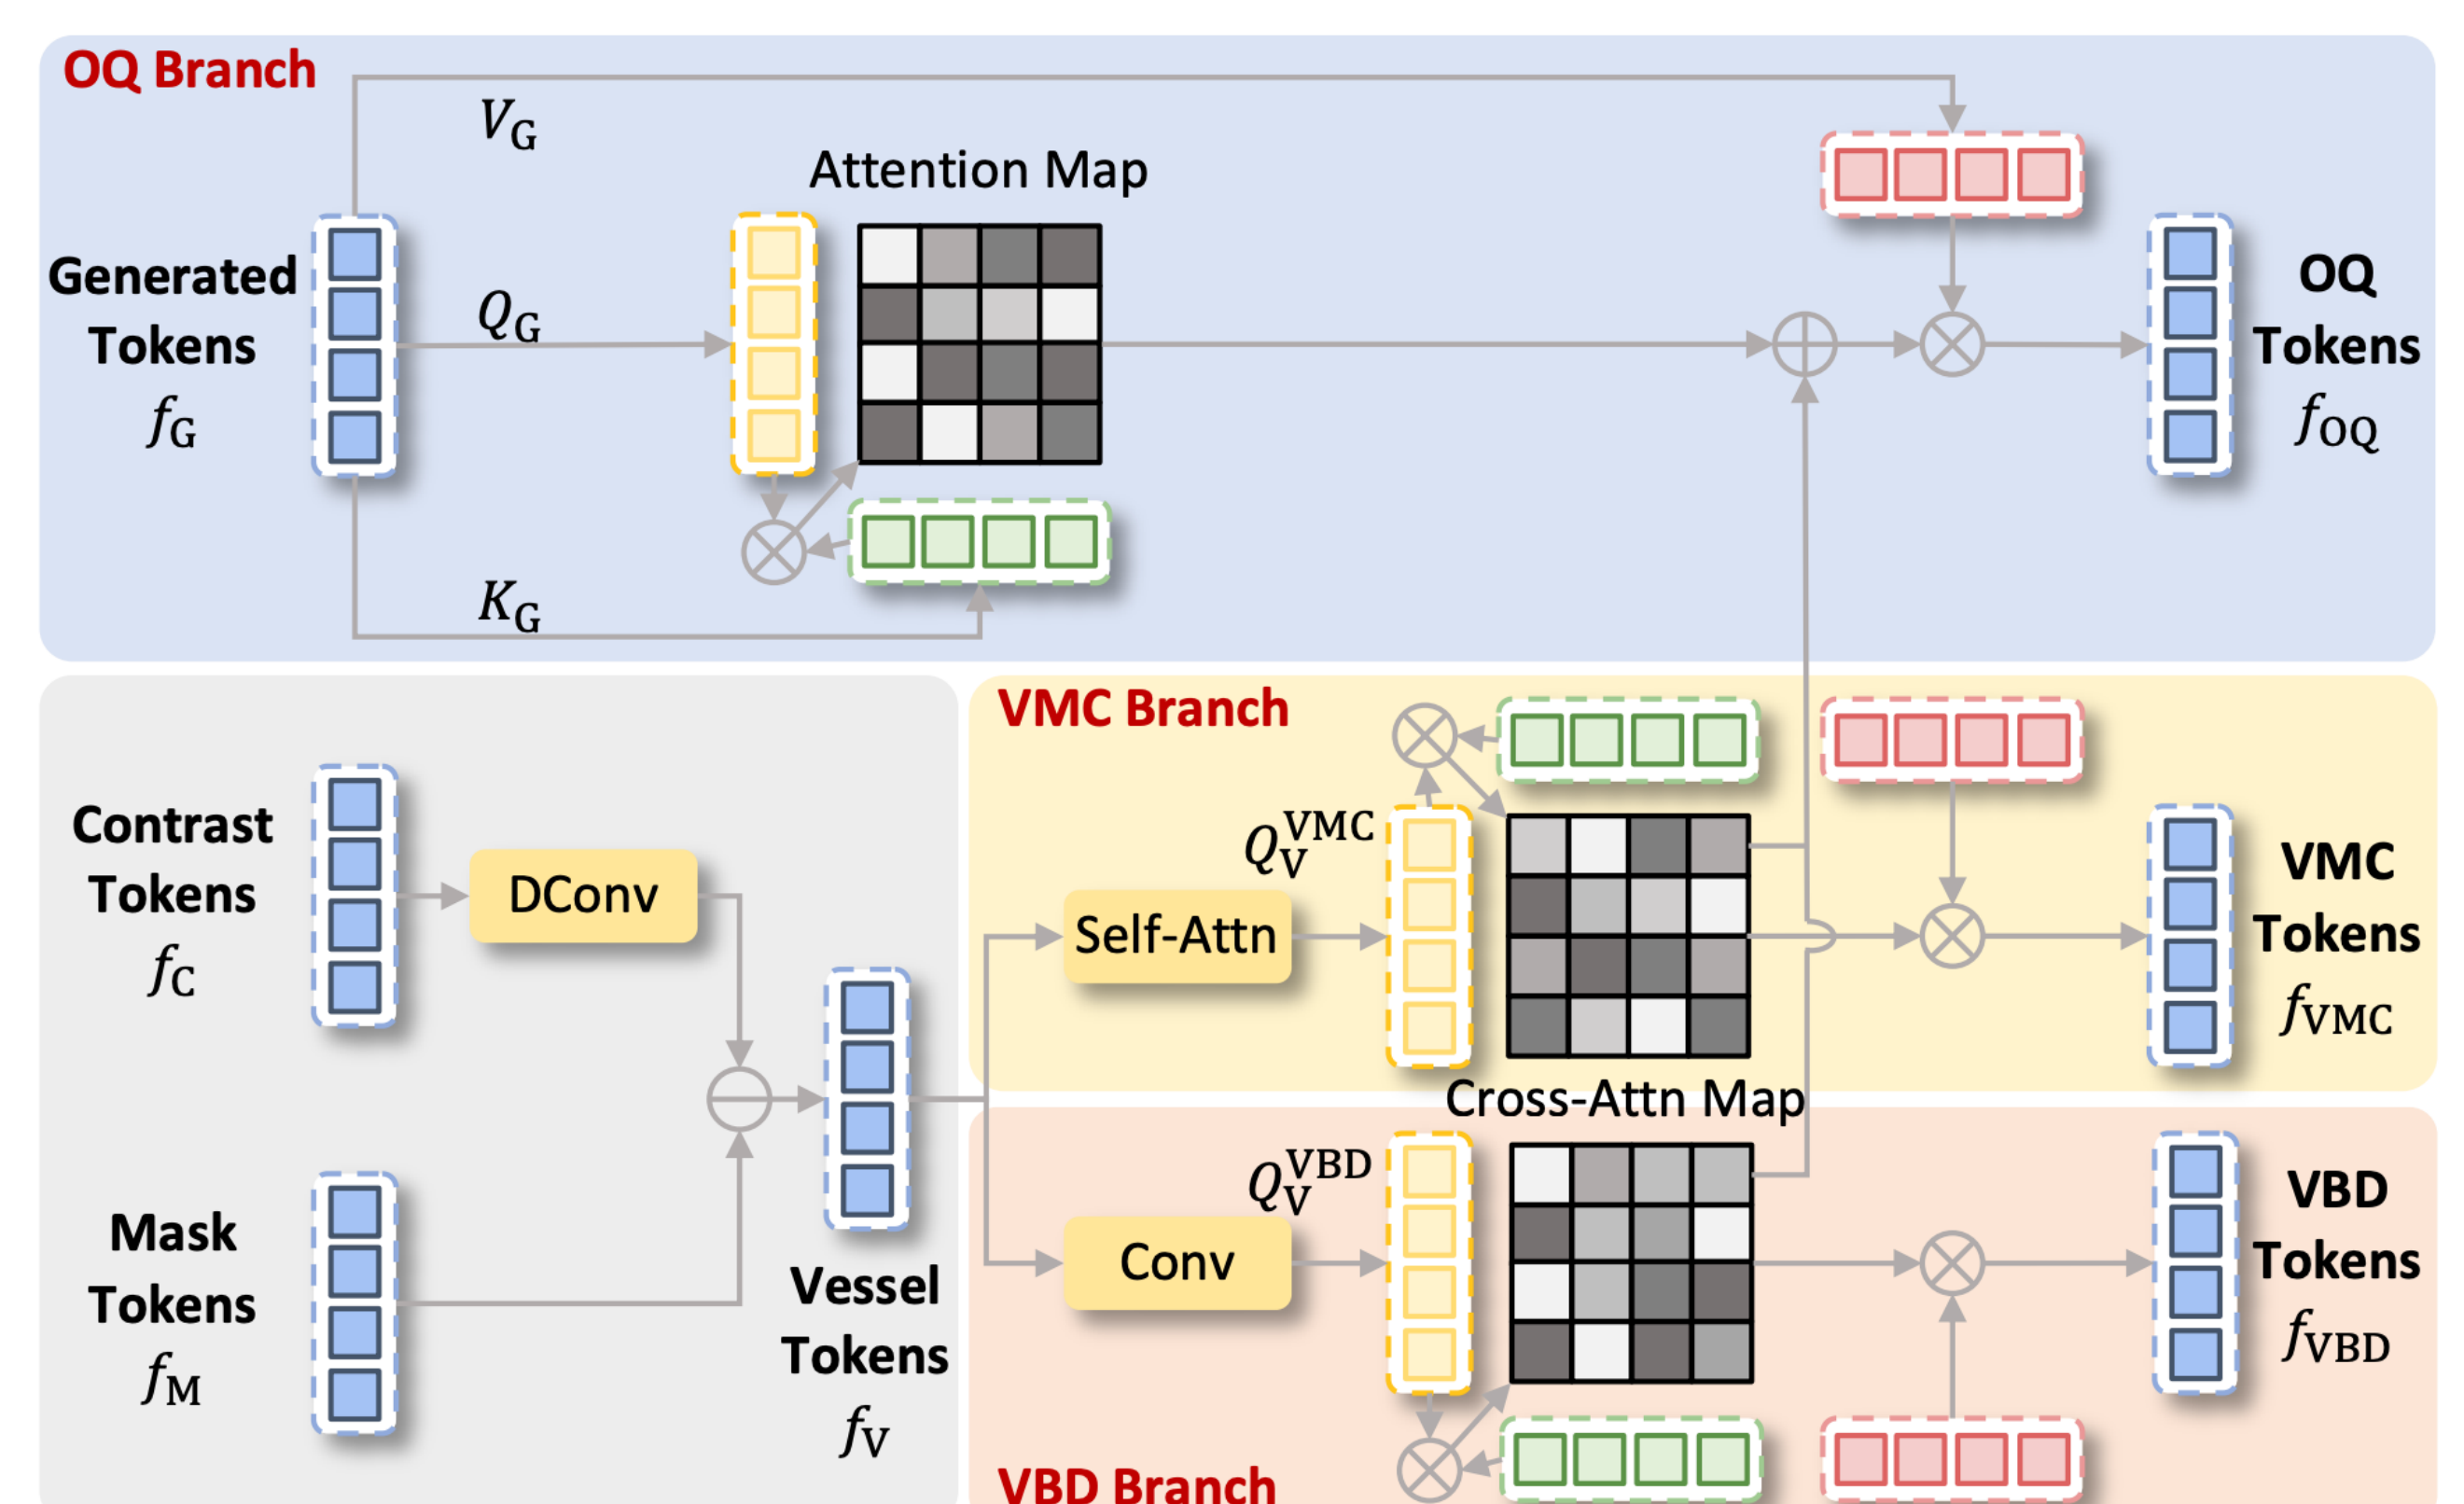 OQ Branch
V_G
Attention Map
Generated
Tokens
f_G
Q_G
K_G
OQ
Tokens
f_OQ
Contrast
Tokens
f_C
DConv
Mask
Tokens
f_M
Vessel
Tokens
f_V
VMC Branch
Q_V^VMC
Self-Attn
VMC
Tokens
f_VMC
Cross-Attn Map
Q_V^VBD
Conv
VBD
Tokens
f_VBD
VBD Branch